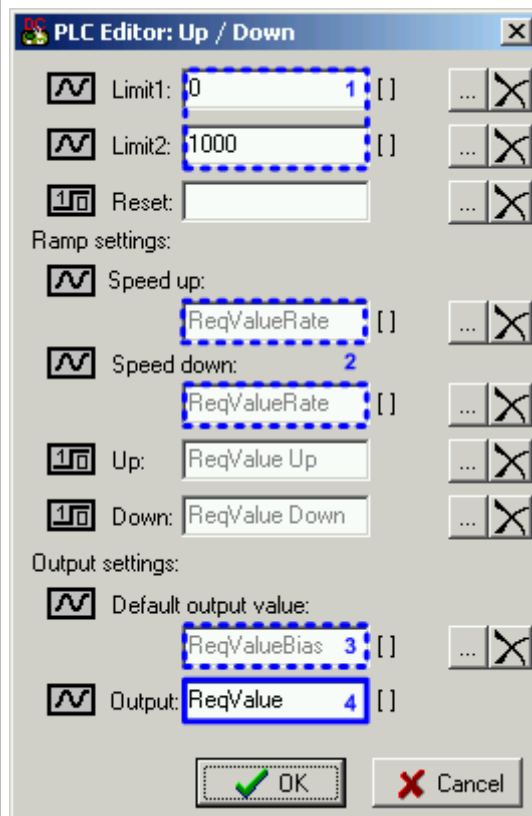 PLC Editor: Up / Down
Limit1: 0 1 [ ] ...
Limit2: 1000 [ ] ...
Reset: ...
Ramp settings:
Speed up:
ReqValueRate [ ] ...
Speed down: 2
ReqValueRate [ ] ...
Up: ReqValue Up ...
Down: ReqValue Down ...
Output settings:
Default output value:
ReqValueBias 3 [ ] ...
Output: ReqValue 4 [ ]
OK Cancel